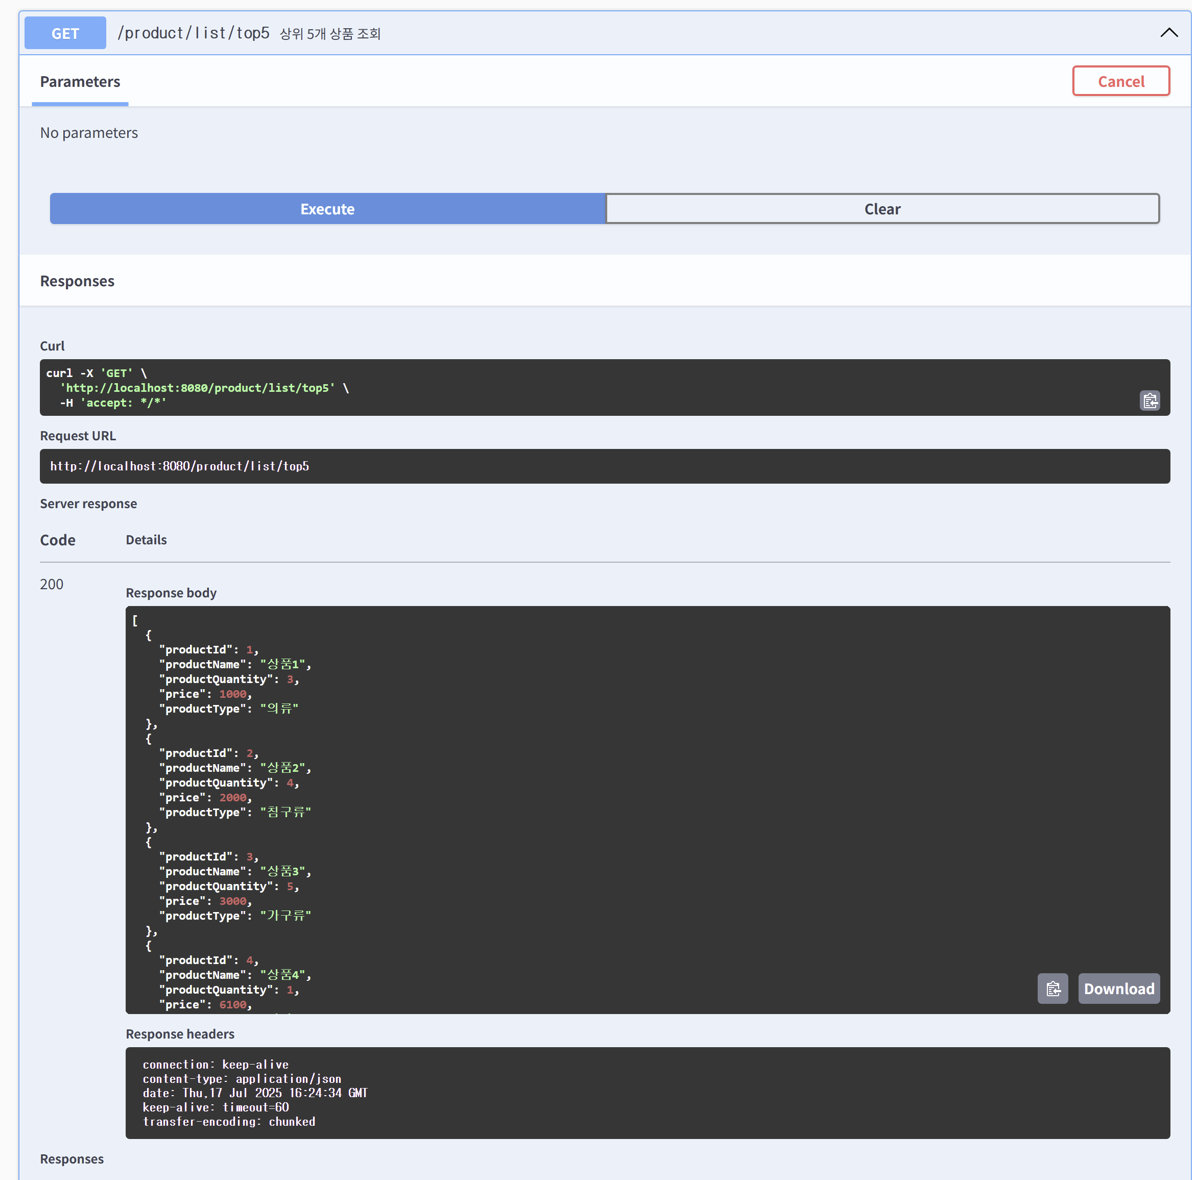 GET /product/list/top5 상위 5개 상품 조회
Parameters
Cancel
No parameters
Execute
Clear
Responses
Curl
curl -X 'GET' \
'http://localhost:8080/product/list/top5' \
-H 'accept: */*'
Request URL
http://localhost:8080/product/list/top5
Server response
Code Details
200
Response body
[
{
"productId": 1,
"productName": "상품1",
"productQuantity": 3,
"price": 1000,
"productType": "의류"
},
{
"productId": 2,
"productName": "상품2",
"productQuantity": 4,
"price": 2000,
"productType": "침구류"
},
{
"productId": 3,
"productName": "상품3",
"productQuantity": 5,
"price": 3000,
"productType": "가구류"
},
{
"productId": 4,
"productName": "상품4",
"productQuantity": 1,
"price": 6100,
Download
Response headers
connection: keep-alive
content-type: application/json
date: Thu,17 Jul 2025 16:24:34 GMT
keep-alive: timeout=60
transfer-encoding: chunked
Responses